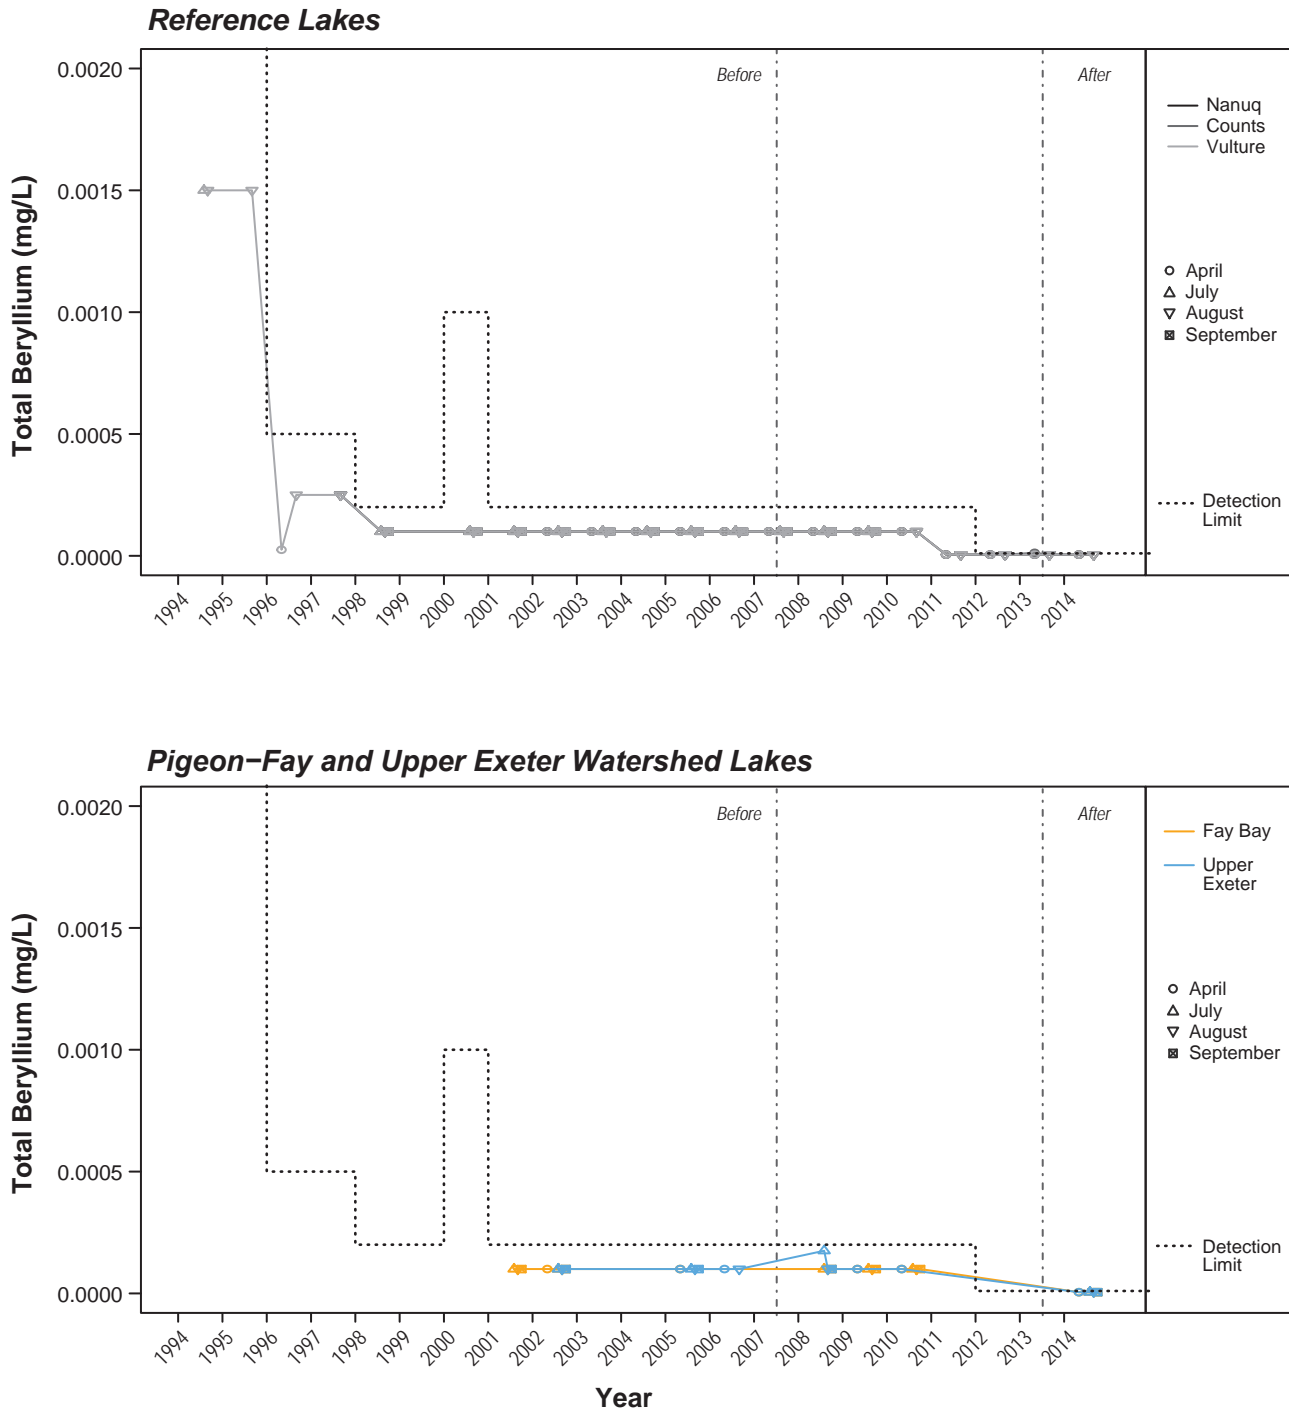 Reference Lakes
Total Beryllium (mg/L)
0.0020
0.0015
0.0010
0.0005
0.0000
Before
After
1994
1995
1996
1997
1998
1999
2000
2001
2002
2003
2004
2005
2006
2007
2008
2009
2010
2011
2012
2013
2014
Nanuq
Counts
Vulture
April
July
August
September
Detection
Limit
Pigeon−Fay and Upper Exeter Watershed Lakes
Total Beryllium (mg/L)
0.0020
0.0015
0.0010
0.0005
0.0000
Before
After
1994
1995
1996
1997
1998
1999
2000
2001
2002
2003
2004
2005
2006
2007
2008
2009
2010
2011
2012
2013
2014
Year
Fay Bay
Upper
Exeter
April
July
August
September
Detection
Limit